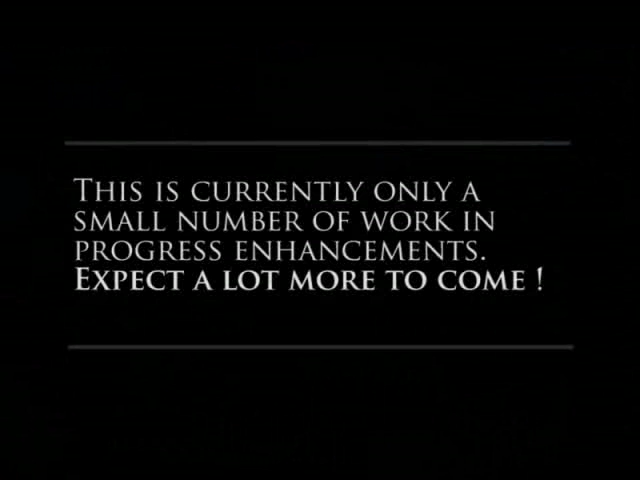 This is currently only a
small number of work in
progress enhancements.
Expect a lot more to come !